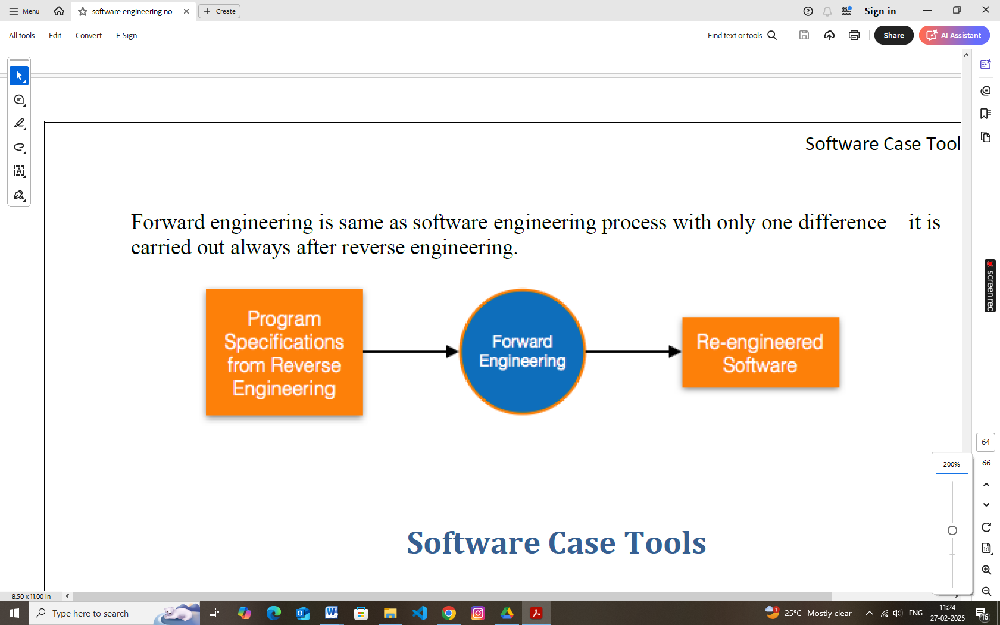 Menu
software engineering no...
Create
Sign in
All tools
Edit
Convert
E-Sign
Find text or tools
Share
AI Assistant
Software Case Tool
Forward engineering is same as software engineering process with only one difference – it is
carried out always after reverse engineering.
Program
Specifications
from Reverse
Engineering
Forward
Engineering
Re-engineered
Software
screenrec
64
200%
66
Software Case Tools
8.50 x 11.00 in
Type here to search
1
25°C Mostly clear
ENG
11:24
27-02-2025
16